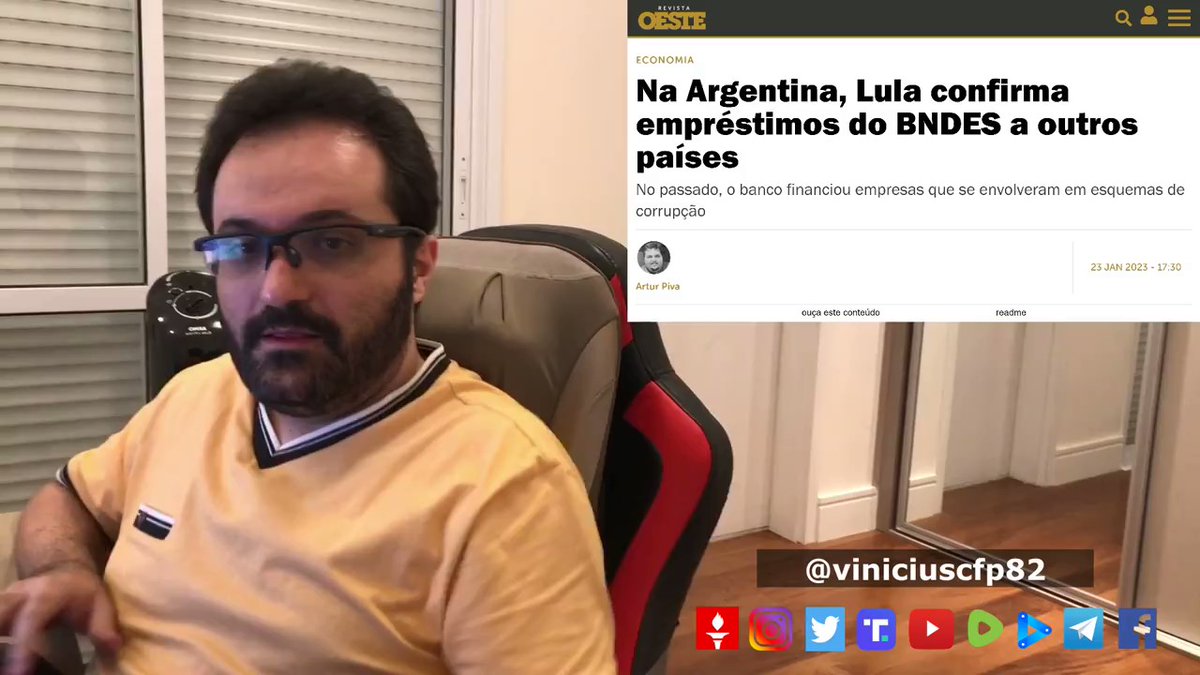 REVISTA
OESTE
ECONOMIA
Na Argentina, Lula confirma
empréstimos do BNDES a outros
países
No passado, o banco financiou empresas que se envolveram em esquemas de
corrupção
Artur Piva
23 JAN 2023 - 17:30
ouça este conteúdo
readme
@viniciuscfp82